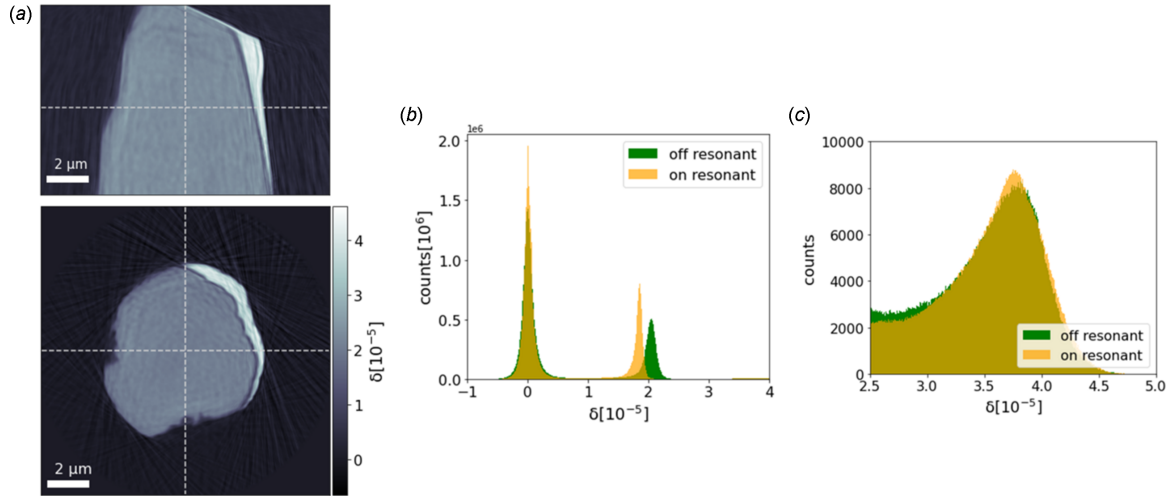 (a)
2 μm
2 μm
4
3
2
1
0
δ[10⁻⁵]
(b)
1e6
2.0
1.5
1.0
0.5
0.0
counts[10⁶]
off resonant
on resonant
−1 0 1 2 3 4
δ[10⁻⁵]
(c)
10000
8000
6000
4000
2000
0
counts
off resonant
on resonant
2.5 3.0 3.5 4.0 4.5 5.0
δ[10⁻⁵]